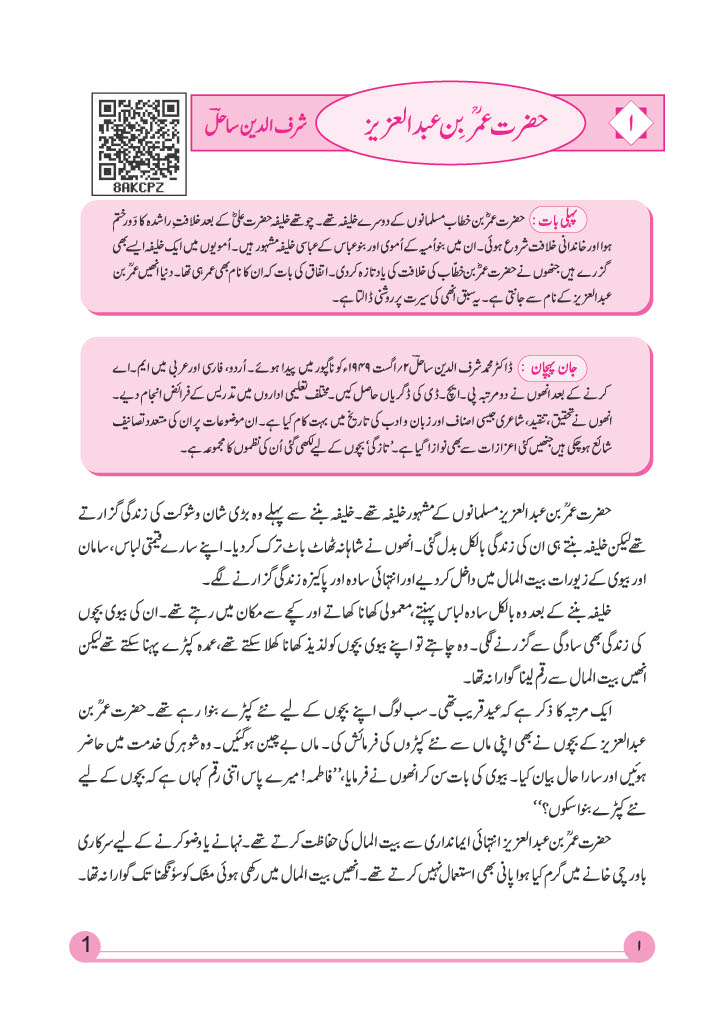 ۱
حضرت عمرؒ بِن عبدالعزیز
شرف الدین ساحلؔ
8AKCPZ
پہلی بات : حضرت عمرؓ بن خطاب مسلمانوں کے دوسرے خلیفہ تھے۔ چوتھے خلیفہ حضرت علیؓ کے بعد خلافتِ راشدہ کا دَور ختم
ہوا اور خاندانی خلافت شروع ہوئی۔ ان میں بنو اُمیہ کے اُموی اور بنو عباس کے عباسی خلیفہ مشہور ہیں۔ اُمویوں میں ایک خلیفہ ایسے بھی
گزرے ہیں جنھوں نے حضرت عمرؓ بن خطّاب کی خلافت کی یاد تازہ کردی۔ اتفاق کی بات کہ ان کا نام بھی عمر ہی تھا۔ دنیا انھیں عمرؒ بن
عبدالعزیز کے نام سے جانتی ہے۔ یہ سبق انھی کی سیرت پر روشنی ڈالتا ہے۔
جان پہچان : ڈاکٹر محمد شرف الدین ساحلؔ ۲؍ اگست ۱۹۴۹ء کو ناگپور میں پیدا ہوئے۔ اُردو، فارسی اور عربی میں ایم۔اے
کرنے کے بعد انھوں نے دو مرتبہ پی۔ ایچ۔ ڈی کی ڈگریاں حاصل کیں۔ مختلف تعلیمی اداروں میں تدریس کے فرائض انجام دیے۔
انھوں نے تحقیق، تنقید، شاعری جیسی اصناف اور زبان و ادب کی تاریخ میں بہت کام کیا ہے۔ ان موضوعات پر ان کی متعدد تصانیف
شائع ہوچکی ہیں جنھیں کئی اعزازات سے بھی نوازا گیا ہے۔ ’تازگی‘ بچوں کے لیے لکھی گئی اُن کی نظموں کا مجموعہ ہے۔
حضرت عمرؒ بن عبدالعزیز مسلمانوں کے مشہور خلیفہ تھے۔ خلیفہ بننے سے پہلے وہ بڑی شان و شوکت کی زندگی گزارتے
تھے لیکن خلیفہ بنتے ہی ان کی زندگی بالکل بدل گئی۔ انھوں نے شاہانہ ٹھاٹ باٹ ترک کردیا۔ اپنے سارے قیمتی لباس، سامان
اور بیوی کے زیورات بیت المال میں داخل کردیے اور انتہائی سادہ اور پاکیزہ زندگی گزارنے لگے۔
خلیفہ بننے کے بعد وہ بالکل سادہ لباس پہنتے، معمولی کھانا کھاتے اور کچے سے مکان میں رہتے تھے۔ ان کی بیوی بچوں
کی زندگی بھی سادگی سے گزرنے لگی۔ وہ چاہتے تو اپنے بیوی بچوں کو لذیذ کھانا کھلا سکتے تھے، عمدہ کپڑے پہنا سکتے تھے لیکن
انھیں بیت المال سے رقم لینا گوارا نہ تھا۔
ایک مرتبہ کا ذکر ہے کہ عید قریب تھی۔ سب لوگ اپنے بچوں کے لیے نئے کپڑے بنوا رہے تھے۔ حضرت عمرؒ بن
عبدالعزیز کے بچوں نے بھی اپنی ماں سے نئے کپڑوں کی فرمائش کی۔ ماں بے چین ہوگئیں۔ وہ شوہر کی خدمت میں حاضر
ہوئیں اور سارا حال بیان کیا۔ بیوی کی بات سن کر انھوں نے فرمایا، ”فاطمہ! میرے پاس اتنی رقم کہاں ہے کہ بچوں کے لیے
نئے کپڑے بنوا سکوں؟“
حضرت عمرؒ بن عبدالعزیز انتہائی ایمانداری سے بیت المال کی حفاظت کرتے تھے۔ نہانے یا وضو کرنے کے لیے سرکاری
باورچی خانے میں گرم کیا ہوا پانی بھی استعمال نہیں کرتے تھے۔ انھیں بیت المال میں رکھی ہوئی مشک کو سوٗنگھنا تک گوارا نہ تھا۔
1
۱